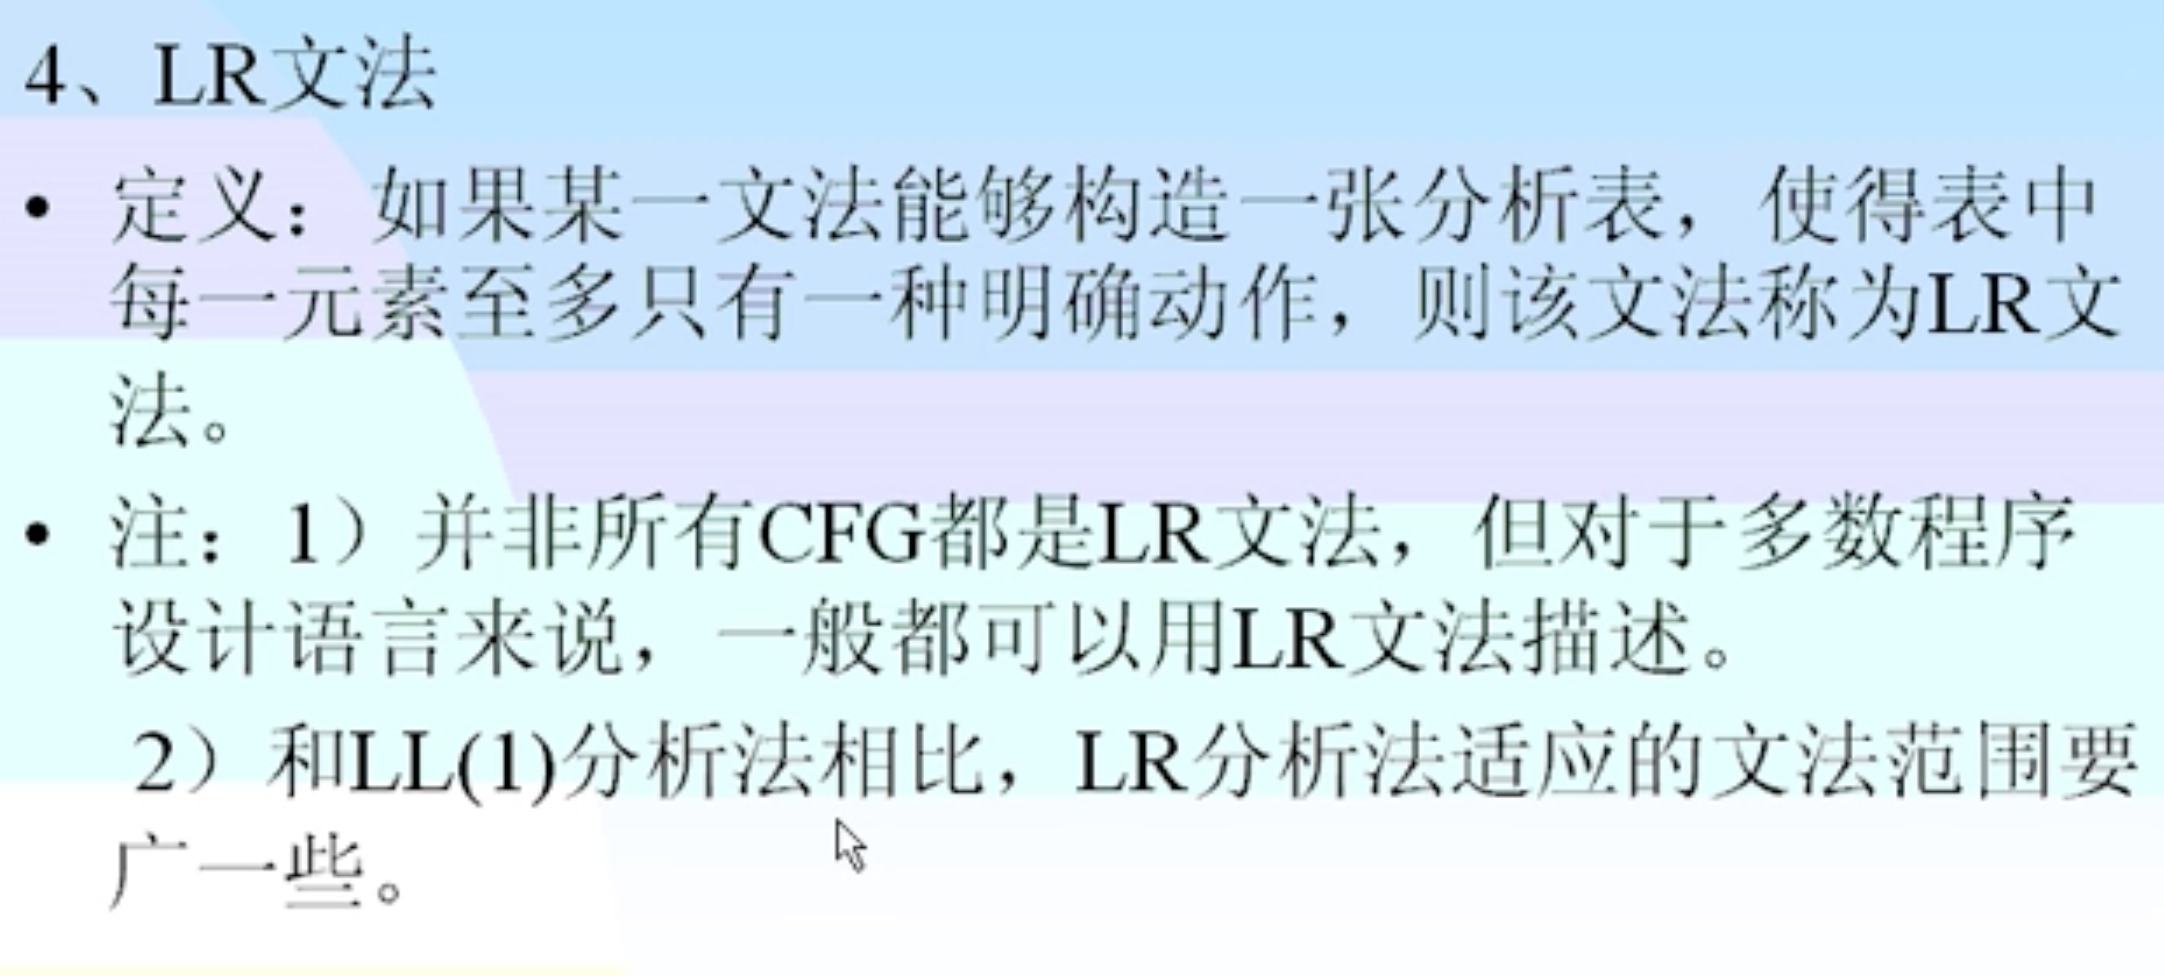 4、LR文法
• 定义：如果某一文法能够构造一张分析表，使得表中
每一元素至多只有一种明确动作，则该文法称为LR文
法。
• 注：1）并非所有CFG都是LR文法，但对于多数程序
设计语言来说，一般都可以用LR文法描述。
2）和LL(1)分析法相比，LR分析法适应的文法范围要
广一些。